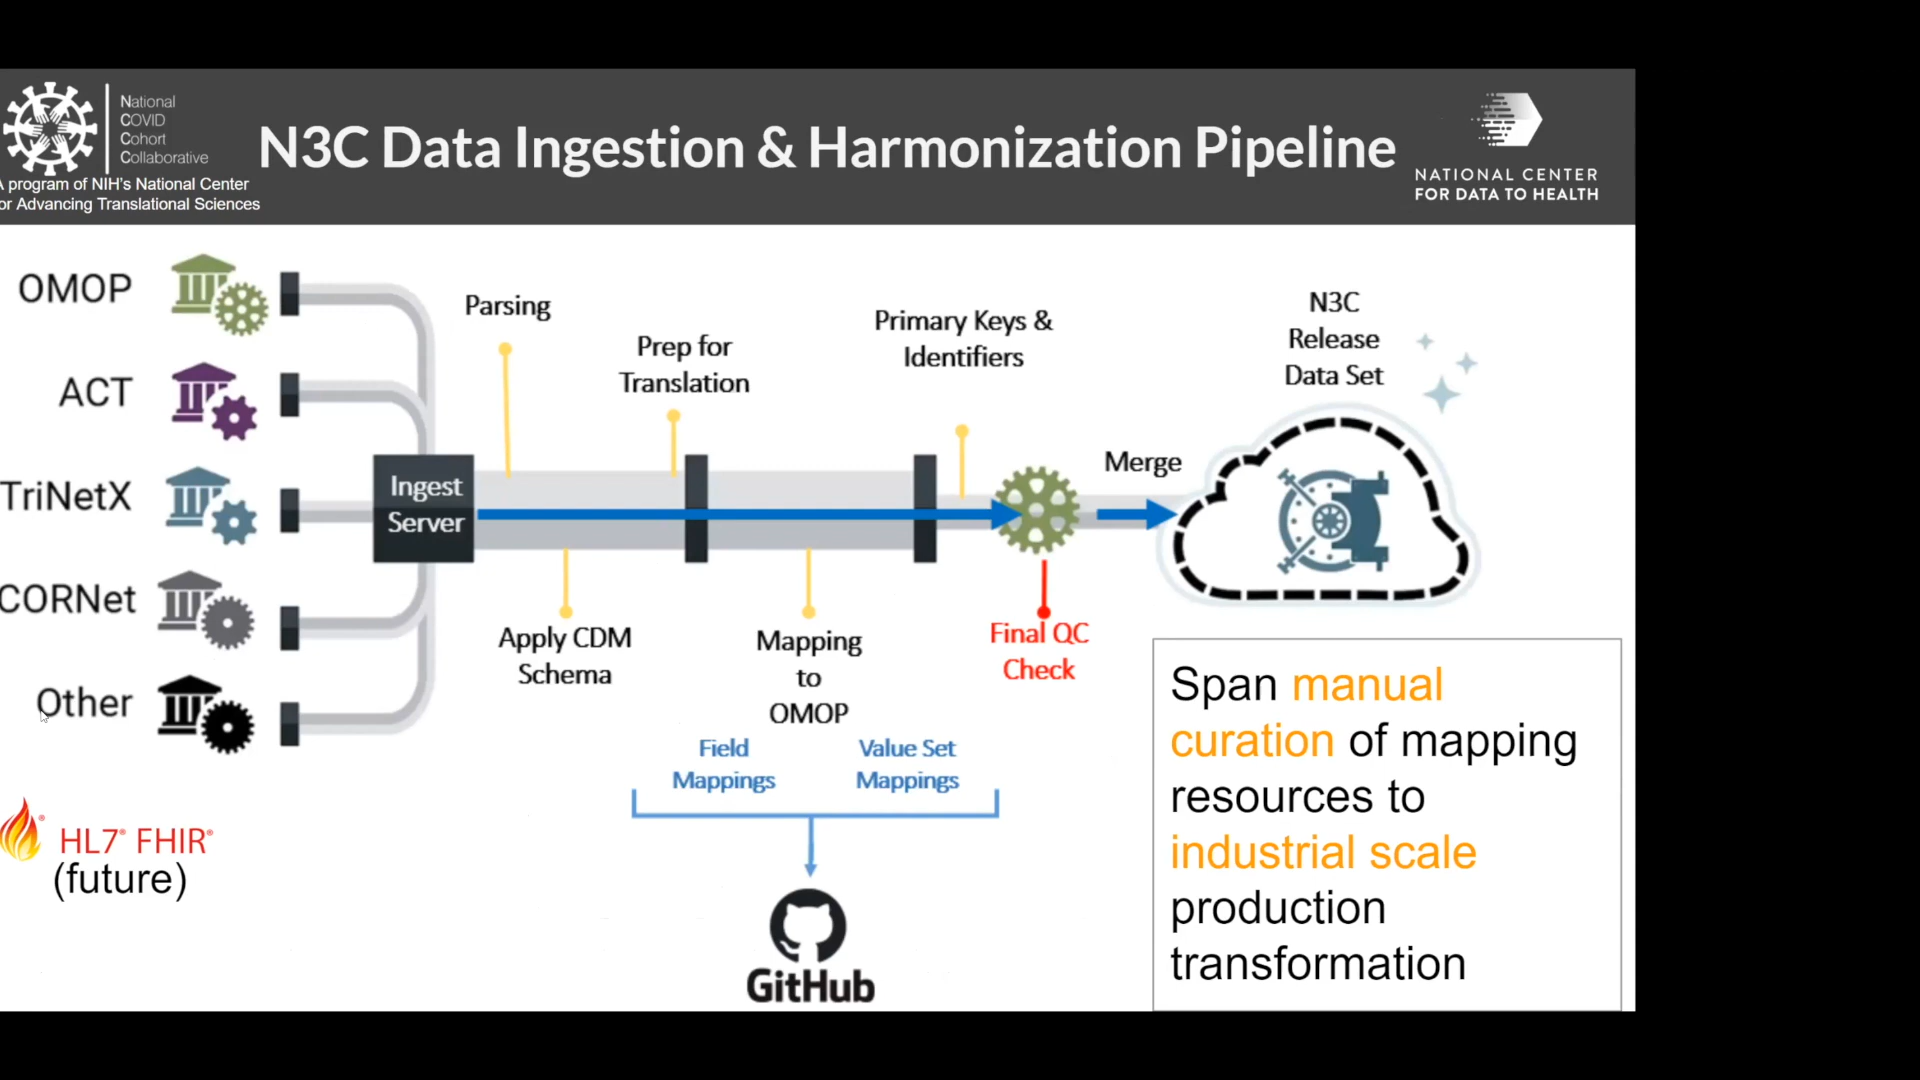 National
COVID
Cohort
Collaborative
A program of NIH's National Center
or Advancing Translational Sciences
N3C Data Ingestion & Harmonization Pipeline
NATIONAL CENTER
FOR DATA TO HEALTH
OMOP
ACT
TriNetX
CORNet
Other
HL7® FHIR®
(future)
Ingest
Server
Parsing
Prep for
Translation
Primary Keys &
Identifiers
Merge
N3C
Release
Data Set
Apply CDM
Schema
Mapping
to
OMOP
Final QC
Check
Field
Mappings
Value Set
Mappings
GitHub
Span manual
curation of mapping
resources to
industrial scale
production
transformation